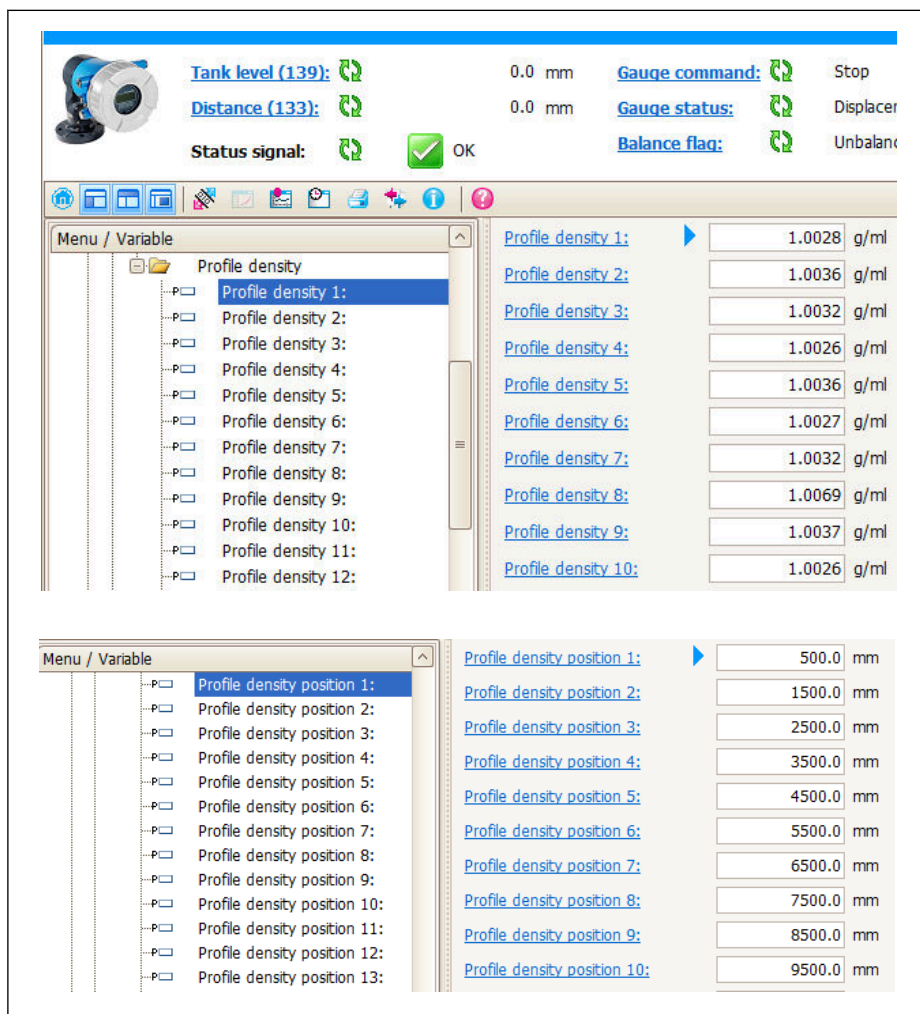 Tank level (139): 0.0 mm Gauge command: Stop
Distance (133): 0.0 mm Gauge status: Displacer
Status signal: OK Balance flag: Unbalanc
Menu / Variable
Profile density
Profile density 1:
Profile density 2:
Profile density 3:
Profile density 4:
Profile density 5:
Profile density 6:
Profile density 7:
Profile density 8:
Profile density 9:
Profile density 10:
Profile density 11:
Profile density 12:
Profile density 1: 1.0028 g/ml
Profile density 2: 1.0036 g/ml
Profile density 3: 1.0032 g/ml
Profile density 4: 1.0026 g/ml
Profile density 5: 1.0036 g/ml
Profile density 6: 1.0027 g/ml
Profile density 7: 1.0032 g/ml
Profile density 8: 1.0069 g/ml
Profile density 9: 1.0037 g/ml
Profile density 10: 1.0026 g/ml
Menu / Variable
Profile density position 1:
Profile density position 2:
Profile density position 3:
Profile density position 4:
Profile density position 5:
Profile density position 6:
Profile density position 7:
Profile density position 8:
Profile density position 9:
Profile density position 10:
Profile density position 11:
Profile density position 12:
Profile density position 13:
Profile density position 1: 500.0 mm
Profile density position 2: 1500.0 mm
Profile density position 3: 2500.0 mm
Profile density position 4: 3500.0 mm
Profile density position 5: 4500.0 mm
Profile density position 6: 5500.0 mm
Profile density position 7: 6500.0 mm
Profile density position 8: 7500.0 mm
Profile density position 9: 8500.0 mm
Profile density position 10: 9500.0 mm